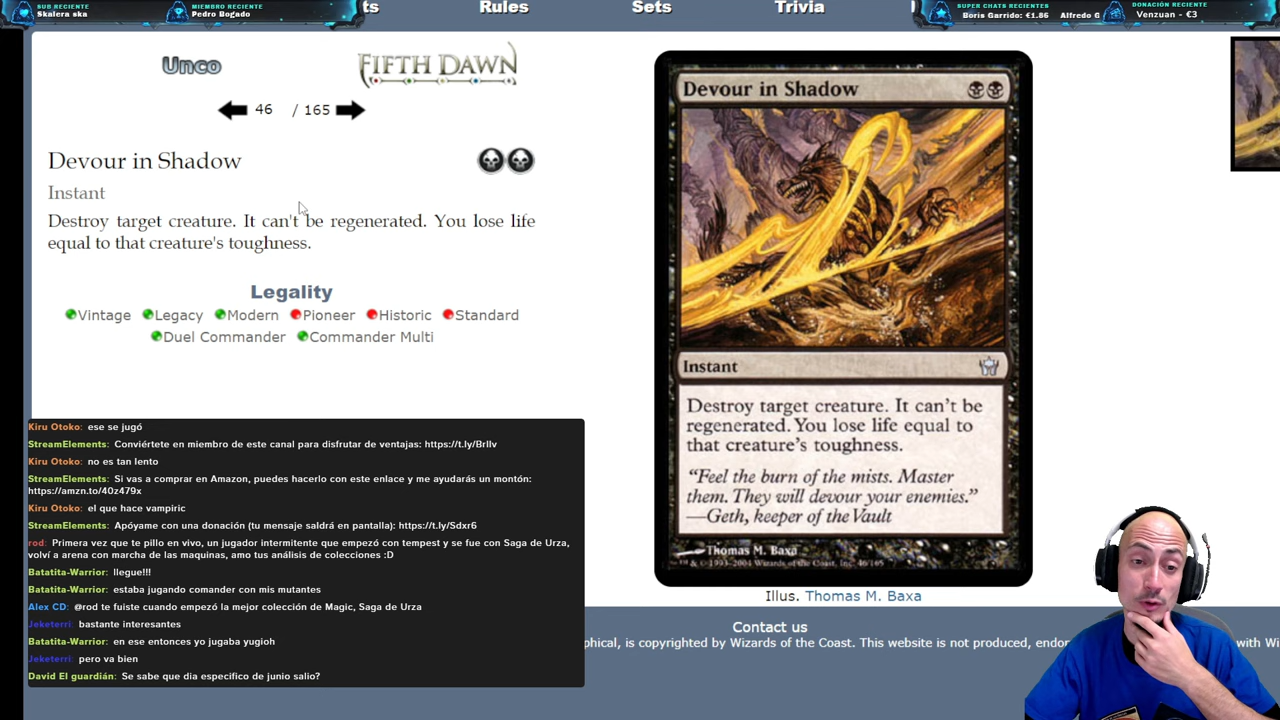 BUB RECIENTE
Skalera ska
MIEMBRO RECIENTE
Pedro Bogado
ts
Rules
Sets
Trivia
SUPER CHATS RECIENTES
Boris Garrido: €1.86 Alfredo G
DONACIÓN RECIENTE
Venzuan - €3
Unco
FIFTH DAWN
46 / 165
Devour in Shadow
Instant
Destroy target creature. It can't be regenerated. You lose life
equal to that creature's toughness.
Legality
Vintage Legacy Modern Pioneer Historic Standard
Duel Commander Commander Multi
Kiru Otoko: ese se jugó
StreamElements: Conviértete en miembro de este canal para disfrutar de ventajas: https://t.ly/BrIlv
Kiru Otoko: no es tan lento
StreamElements: Si vas a comprar en Amazon, puedes hacerlo con este enlace y me ayudarás un montón:
https://amzn.to/40z479x
Kiru Otoko: el que hace vampiric
StreamElements: Apóyame con una donación (tu mensaje saldrá en pantalla): https://t.ly/Sdxr6
rod: Primera vez que te pillo en vivo, un jugador intermitente que empezó con tempest y se fue con Saga de Urza,
volví a arena con marcha de las maquinas, amo tus análisis de colecciones :D
Batatita-Warrior: llegue!!!
Batatita-Warrior: estaba jugando comander con mis mutantes
Alex CD: @rod te fuiste cuando empezó la mejor colección de Magic, Saga de Urza
Jeketerri: bastante interesantes
Batatita-Warrior: en ese entonces yo jugaba yugioh
Jeketerri: pero va bien
David El guardián: Se sabe que dia especifico de junio salio?
Devour in Shadow
Instant
Destroy target creature. It can't be
regenerated. You lose life equal to
that creature's toughness.
"Feel the burn of the mists. Master
them. They will devour your enemies."
—Geth, keeper of the Vault
Thomas M. Baxa
™ & © 1993-2004 Wizards of the Coast, Inc. 46/165
Illus. Thomas M. Baxa
Contact us
phical, is copyrighted by Wizards of the Coast. This website is not produced, endor
with Wi